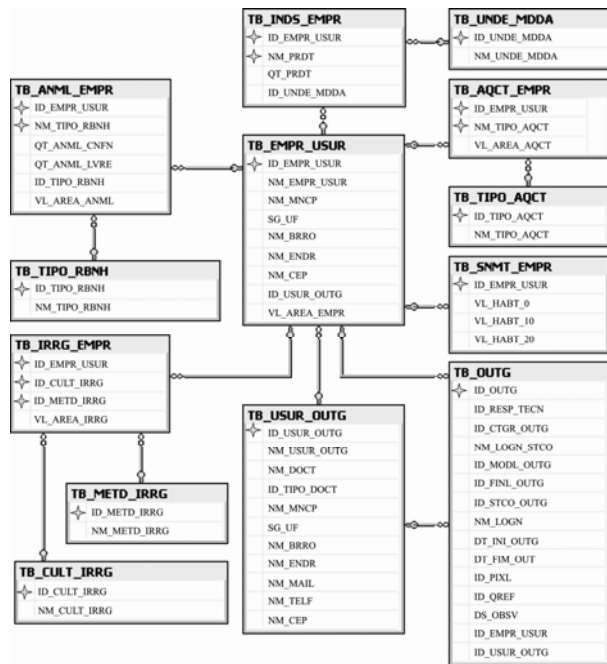 TB_INDS_EMPR
ID_EMPR_USUR
NM_PRDT
QT_PRDT
ID_UNDE_MDDA
TB_UNDE_MDDA
ID_UNDE_MDDA
NM_UNDE_MDDA
TB_ANML_EMPR
ID_EMPR_USUR
NM_TIPO_RBNH
QT_ANML_CNFN
QT_ANML_LVRE
ID_TIPO_RBNH
VL_AREA_ANML
TB_EMPR_USUR
ID_EMPR_USUR
NM_EMPR_USUR
NM_MNCP
SG_UF
NM_BRRO
NM_ENDR
NM_CEP
ID_USUR_OUTG
VL_AREA_EMPR
TB_AQCT_EMPR
ID_EMPR_USUR
NM_TIPO_AQCT
VL_AREA_AQCT
TB_TIPO_AQCT
ID_TIPO_AQCT
NM_TIPO_AQCT
TB_TIPO_RBNH
ID_TIPO_RBNH
NM_TIPO_RBNH
TB_SNMT_EMPR
ID_EMPR_USUR
VL_HABT_0
VL_HABT_10
VL_HABT_20
TB_IRRG_EMPR
ID_EMPR_USUR
ID_CULT_IRRG
ID_METD_IRRG
VL_AREA_IRRG
TB_METD_IRRG
ID_METD_IRRG
NM_METD_IRRG
TB_CULT_IRRG
ID_CULT_IRRG
NM_CULT_IRRG
TB_USUR_OUTG
ID_USUR_OUTG
NM_USUR_OUTG
NM_DOCT
ID_TIPO_DOCT
NM_MNCP
SG_UF
NM_BRRO
NM_ENDR
NM_MAIL
NM_TELF
NM_CEP
TB_OUTG
ID_OUTG
ID_RESP_TECN
ID_CTGR_OUTG
NM_LOGN_STCO
ID_MODL_OUTG
ID_FINL_OUTG
ID_STCO_OUTG
NM_LOGN
DT_INI_OUTG
DT_FIM_OUT
ID_PIXL
ID_QREF
DS_OBSV
ID_EMPR_USUR
ID_USUR_OUTG